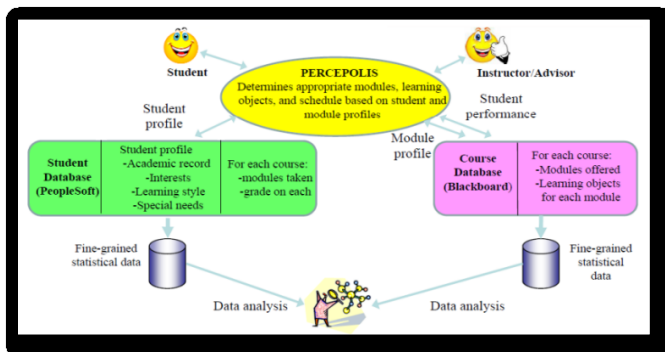 Student
PERCEPOLIS
Determines appropriate modules, learning
objects, and schedule based on student and
module profiles
Instructor/Advisor
Student
profile
Student
performance
Module
profile
Student
Database
(PeopleSoft)
Student profile
-Academic record
-Interests
-Learning style
-Special needs
For each course:
-modules taken
-grade on each
Course
Database
(Blackboard)
For each course:
-Modules offered
-Learning objects
for each module
Fine-grained
statistical data
Fine-grained
statistical
data
Data analysis
Data analysis